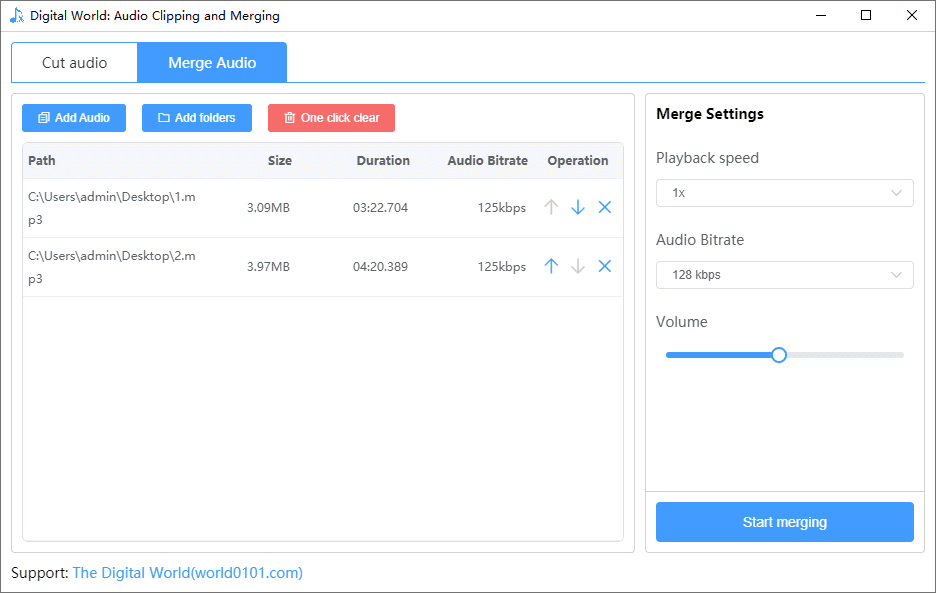 Digital World: Audio Clipping and Merging
Cut audio
Merge Audio
Add Audio
Add folders
One click clear
Path Size Duration Audio Bitrate Operation
C:\Users\admin\Desktop\1.m
p3
3.09MB 03:22.704 125kbps
C:\Users\admin\Desktop\2.m
p3
3.97MB 04:20.389 125kbps
Merge Settings
Playback speed
1x
Audio Bitrate
128 kbps
Volume
Start merging
Support: The Digital World(world0101.com)